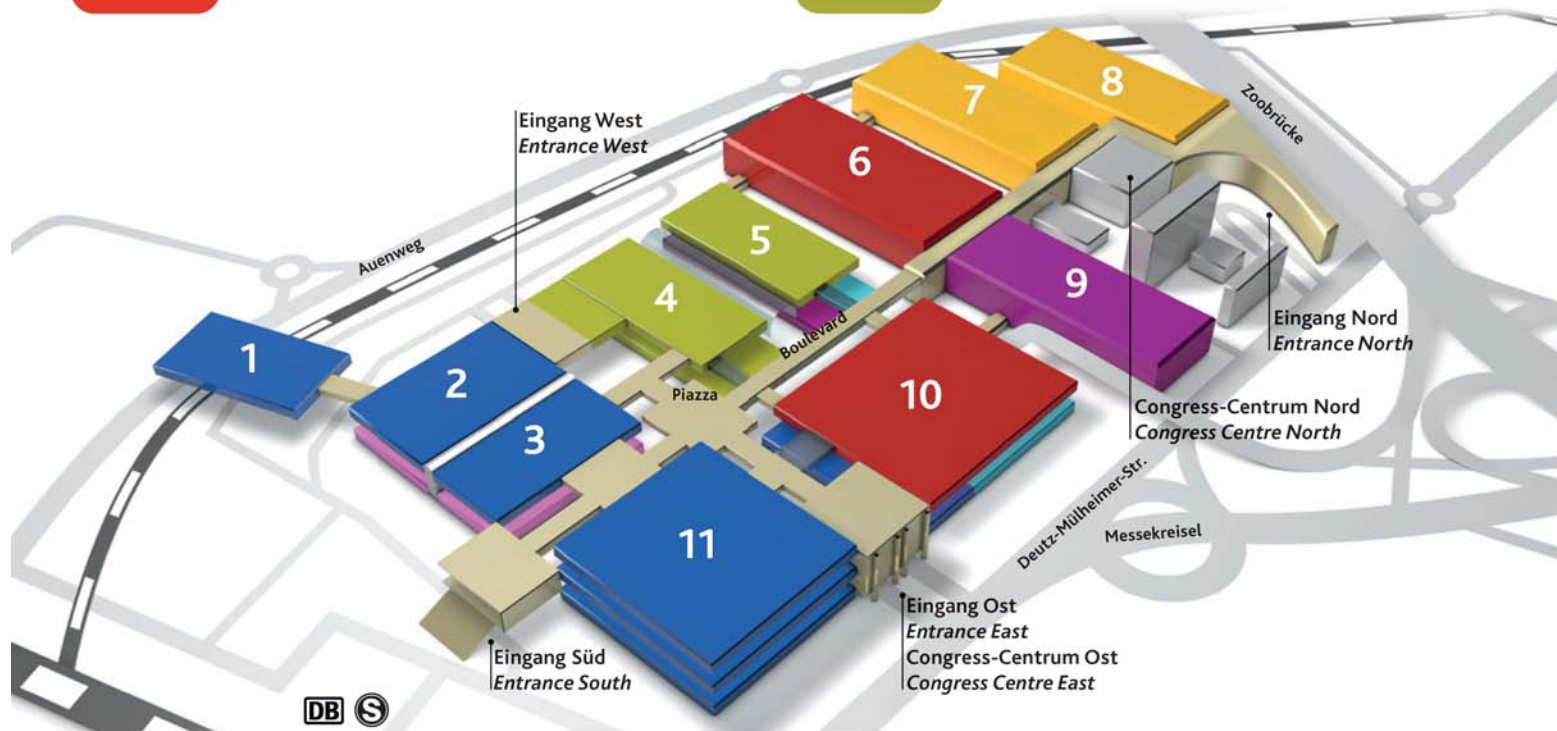 8
7
Zoobrücke
Eingang West
Entrance West
6
5
Auenweg
4
9
Boulevard
Eingang Nord
Entrance North
1
2
Piazza
10
Congress-Centrum Nord
Congress Centre North
3
Deutz-Mülheimer-Str.
Messekreisel
11
Eingang Ost
Entrance East
Congress-Centrum Ost
Congress Centre East
Eingang Süd
Entrance South
DB S